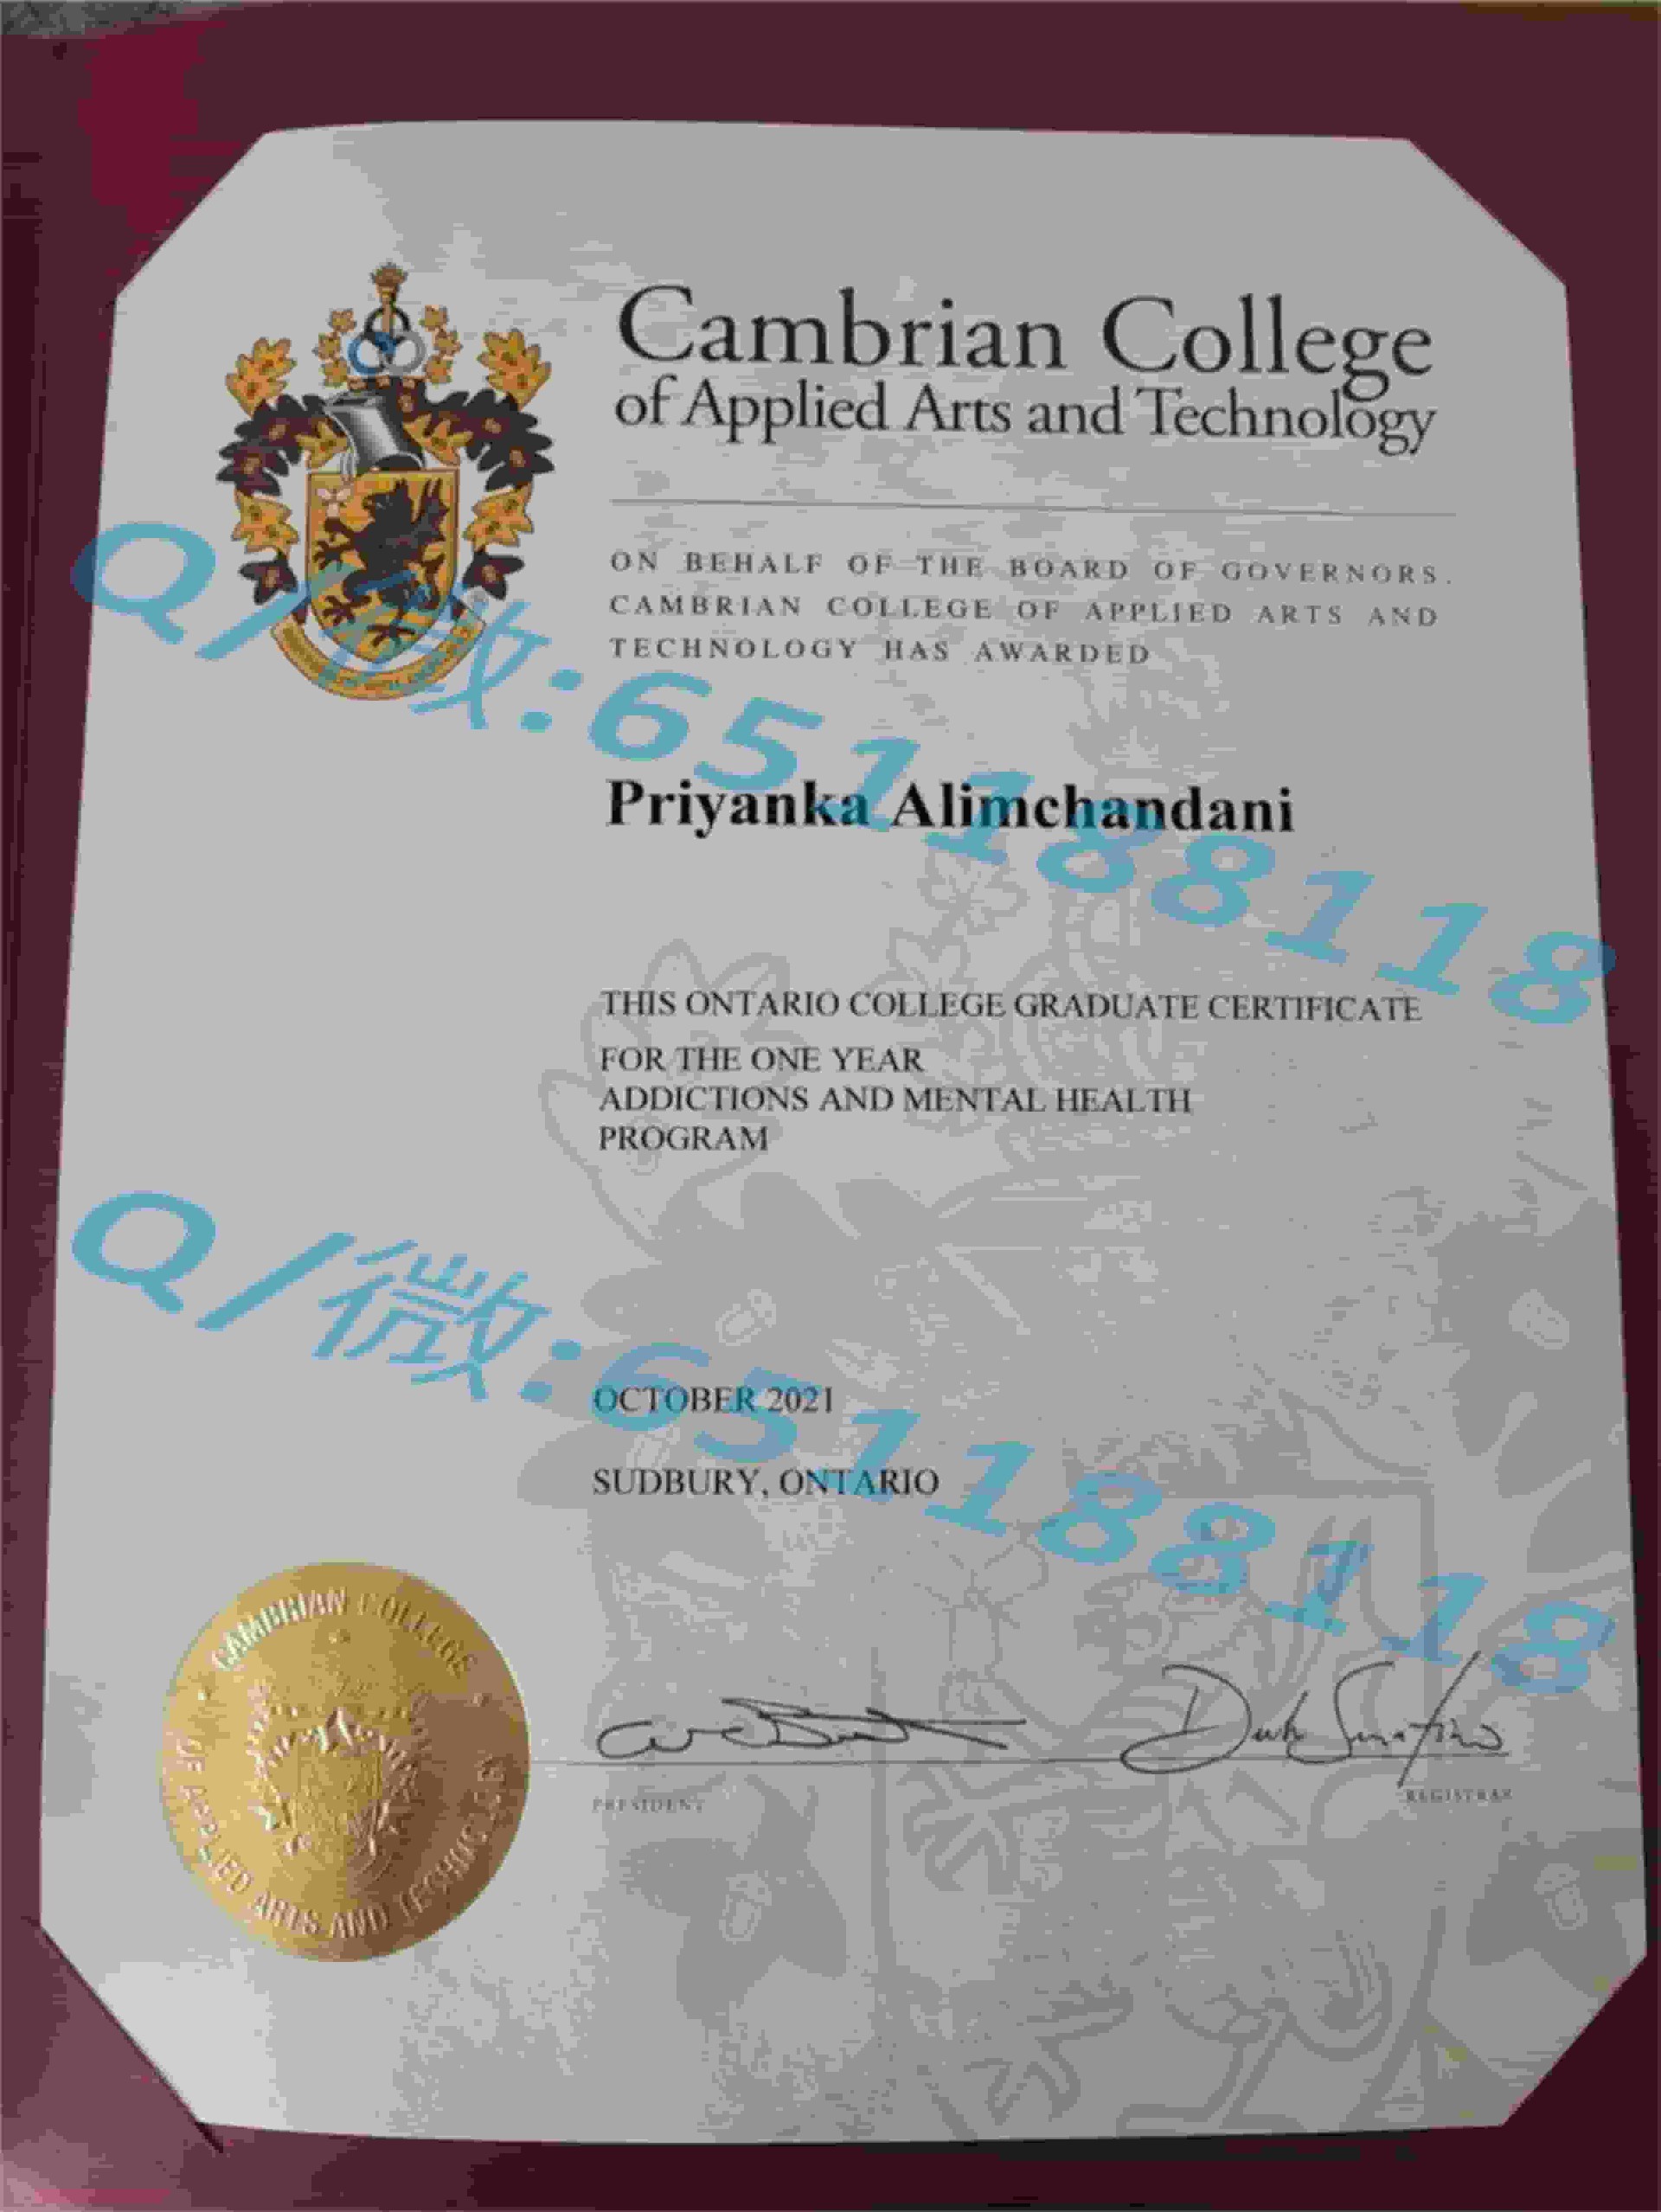 Cambrian College
of Applied Arts and Technology
ON BEHALF OF THE BOARD OF GOVERNORS.
CAMBRIAN COLLEGE OF APPLIED ARTS AND
TECHNOLOGY HAS AWARDED
Q/微:651188118
Priyanka Alimchandani
THIS ONTARIO COLLEGE GRADUATE CERTIFICATE
FOR THE ONE YEAR
ADDICTIONS AND MENTAL HEALTH
PROGRAM
Q/微:651188118
OCTOBER 2021
SUDBURY, ONTARIO
CAMBRIAN COLLEGE
OF APPLIED ARTS AND TECHNOLOGY
PRESIDENT
REGISTRAR